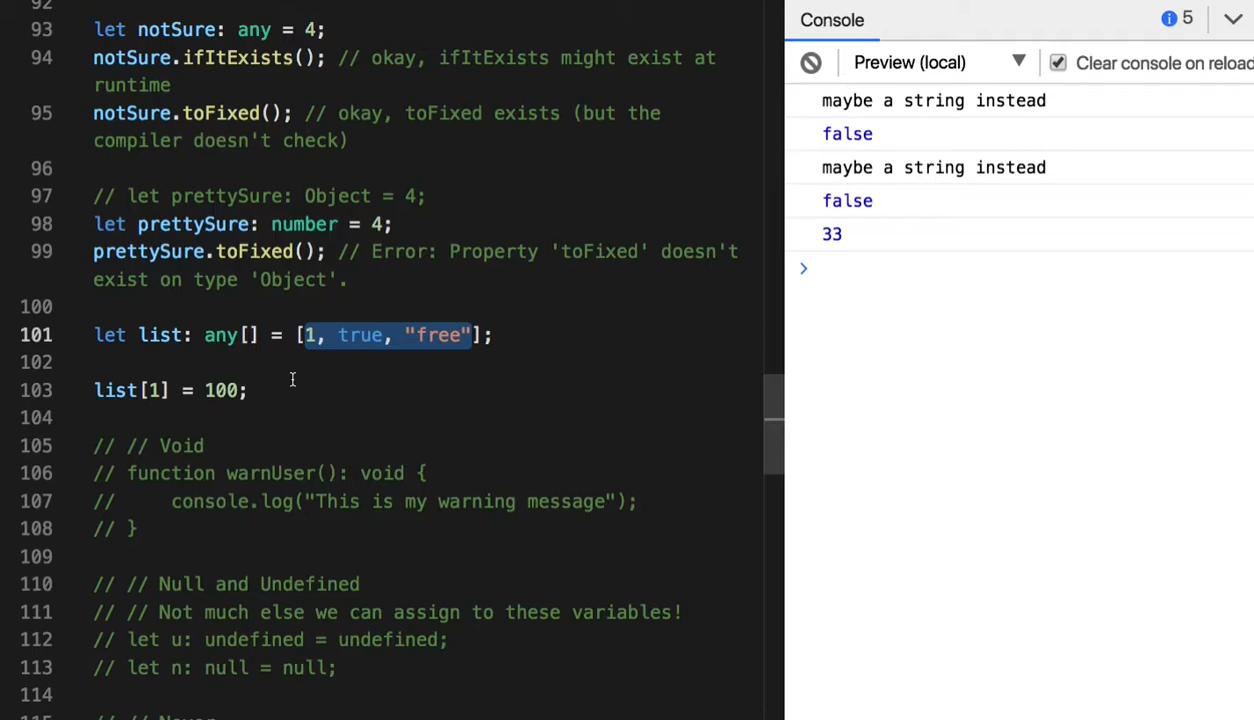 92
93 let notSure: any = 4;
94 notSure.ifItExists(); // okay, ifItExists might exist at
runtime
95 notSure.toFixed(); // okay, toFixed exists (but the
compiler doesn't check)
96
97 // let prettySure: Object = 4;
98 let prettySure: number = 4;
99 prettySure.toFixed(); // Error: Property 'toFixed' doesn't
exist on type 'Object'.
100
101 let list: any[] = [1, true, "free"];
102
103 list[1] = 100;
104
105 // // Void
106 // function warnUser(): void {
107 //     console.log("This is my warning message");
108 // }
109
110 // // Null and Undefined
111 // // Not much else we can assign to these variables!
112 // let u: undefined = undefined;
113 // let n: null = null;
114
115 // // Never
Console 5
Preview (local) Clear console on reload
maybe a string instead
false
maybe a string instead
false
33